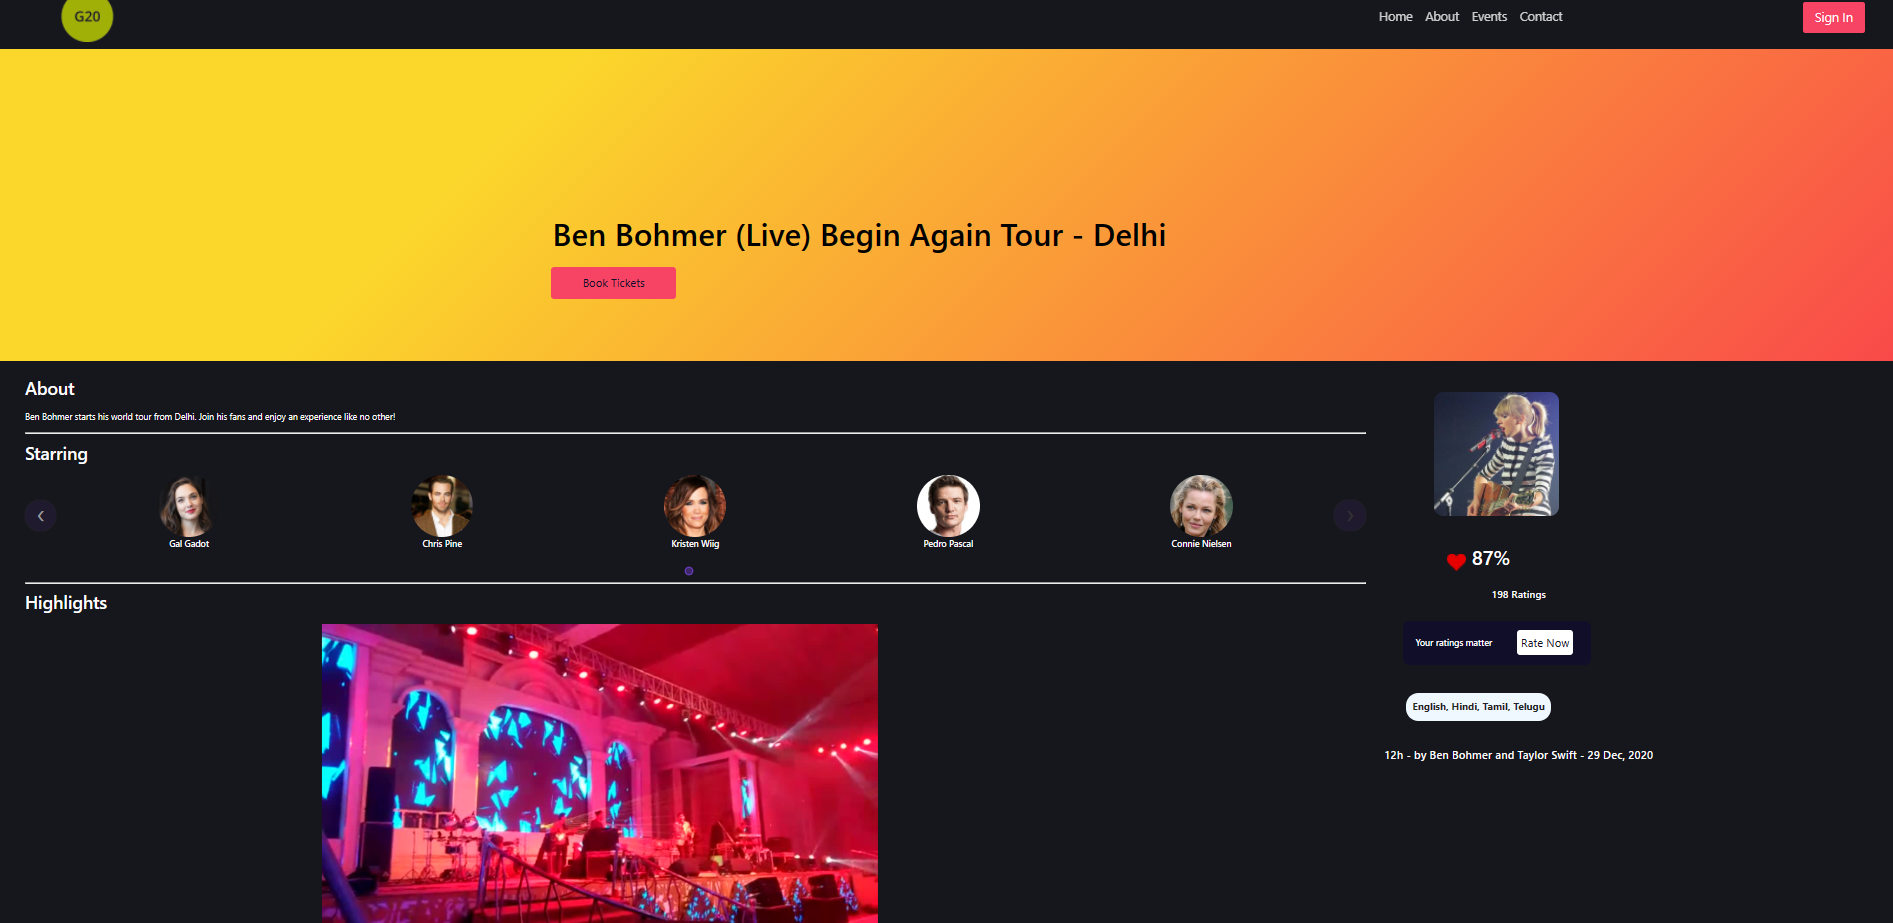 G20
Home About Events Contact
Sign In
Ben Bohmer (Live) Begin Again Tour - Delhi
Book Tickets
About
Ben Bohmer starts his world tour from Delhi. Join his fans and enjoy an experience like no other!
Starring
Gal Gadot
Chris Pine
Kristen Wiig
Pedro Pascal
Connie Nielsen
Highlights
87%
198 Ratings
Your ratings matter
Rate Now
English, Hindi, Tamil, Telugu
12h - by Ben Bohmer and Taylor Swift - 29 Dec, 2020